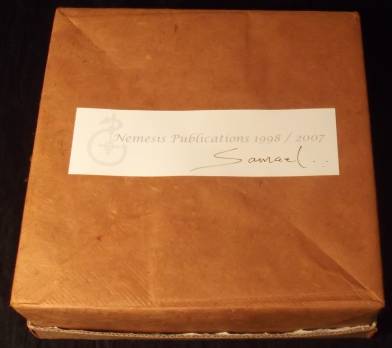 Nemesis Publications 1998 / 2007
Samael...